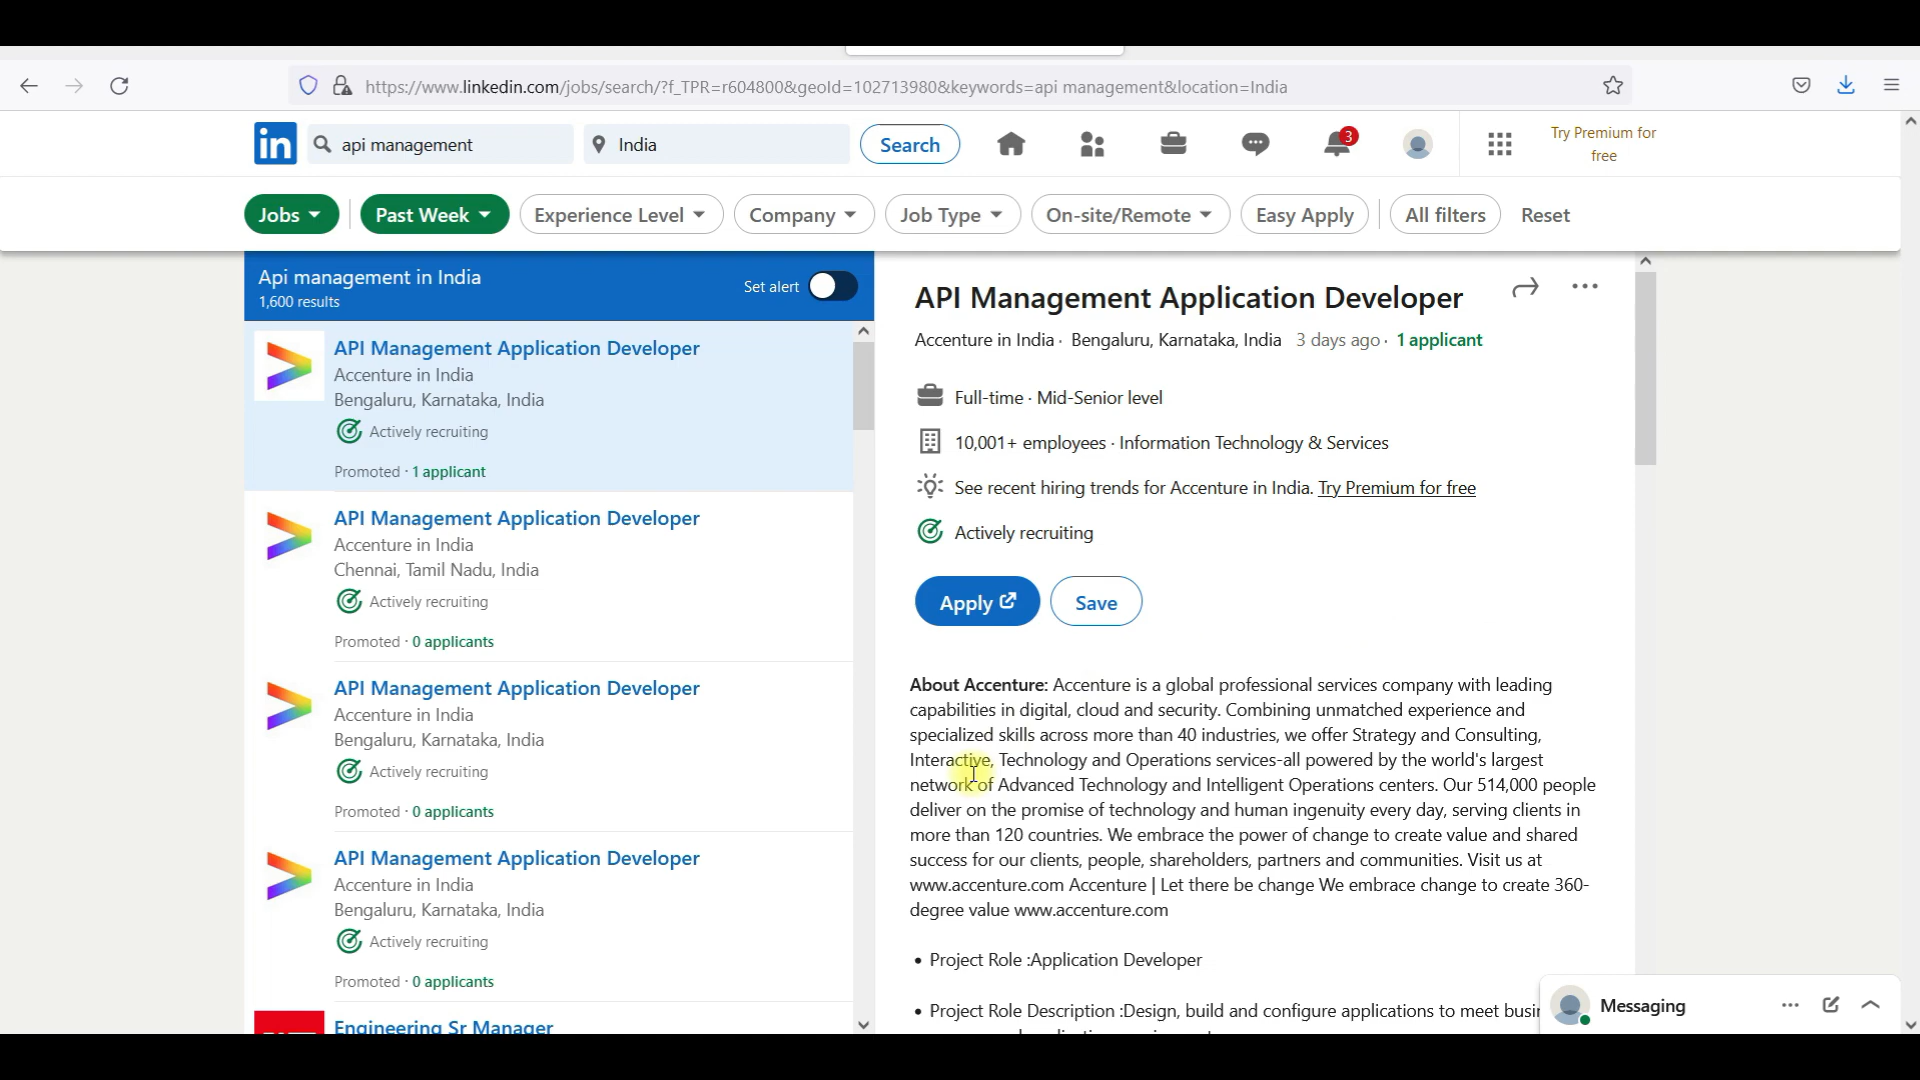 https://www.linkedin.com/jobs/search/?f_TPR=r604800&geoId=102713980&keywords=api management&location=India
in
api management
India
Search
3
Try Premium for
free
Jobs
Past Week
Experience Level
Company
Job Type
On-site/Remote
Easy Apply
All filters
Reset
Api management in India
1,600 results
Set alert
API Management Application Developer
Accenture in India
Bengaluru, Karnataka, India
Actively recruiting
Promoted · 1 applicant
API Management Application Developer
Accenture in India
Chennai, Tamil Nadu, India
Actively recruiting
Promoted · 0 applicants
API Management Application Developer
Accenture in India
Bengaluru, Karnataka, India
Actively recruiting
Promoted · 0 applicants
API Management Application Developer
Accenture in India
Bengaluru, Karnataka, India
Actively recruiting
Promoted · 0 applicants
Engineering Sr Manager
API Management Application Developer
Accenture in India · Bengaluru, Karnataka, India 3 days ago · 1 applicant
Full-time · Mid-Senior level
10,001+ employees · Information Technology & Services
See recent hiring trends for Accenture in India. Try Premium for free
Actively recruiting
Apply
Save
About Accenture: Accenture is a global professional services company with leading
capabilities in digital, cloud and security. Combining unmatched experience and
specialized skills across more than 40 industries, we offer Strategy and Consulting,
Interactive, Technology and Operations services-all powered by the world's largest
network of Advanced Technology and Intelligent Operations centers. Our 514,000 people
deliver on the promise of technology and human ingenuity every day, serving clients in
more than 120 countries. We embrace the power of change to create value and shared
success for our clients, people, shareholders, partners and communities. Visit us at
www.accenture.com Accenture | Let there be change We embrace change to create 360-
degree value www.accenture.com
• Project Role :Application Developer
• Project Role Description :Design, build and configure applications to meet busi
Messaging